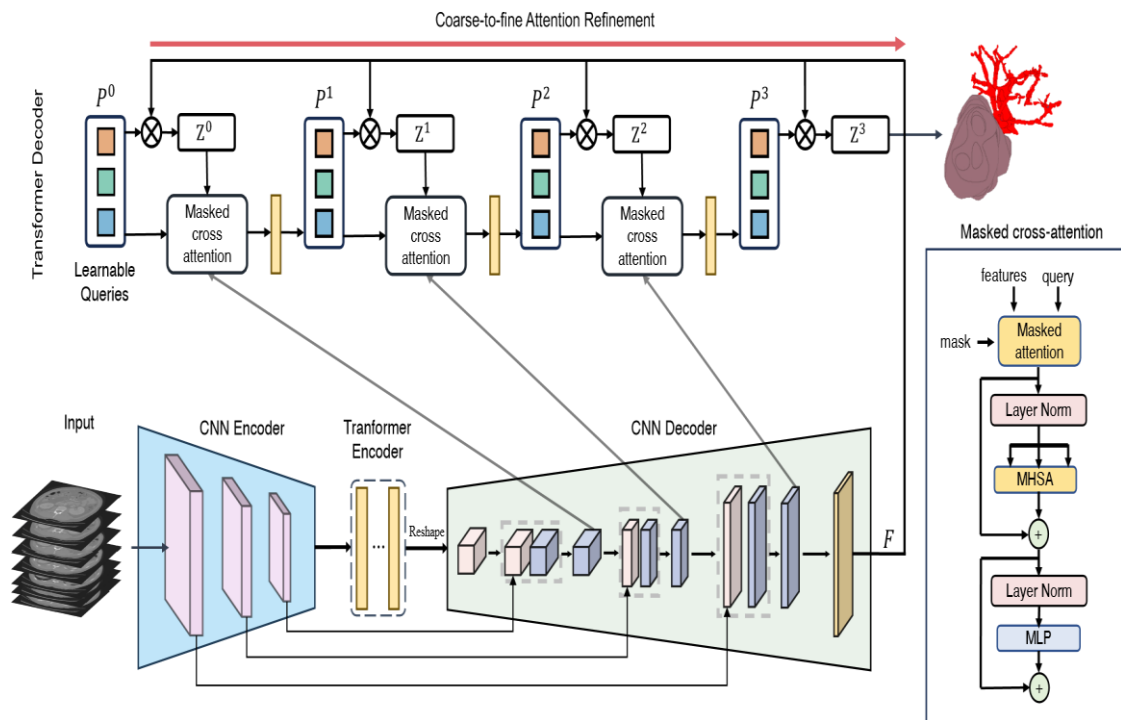 Coarse-to-fine Attention Refinement
Transformer Decoder
P⁰
P¹
P²
P³
Z⁰
Z¹
Z²
Z³
Masked
cross
attention
Masked
cross
attention
Masked
cross
attention
Learnable
Queries
Input
CNN Encoder
Tranformer
Encoder
...
Reshape
CNN Decoder
F
Masked cross-attention
features query
mask
Masked
attention
Layer Norm
MHSA
+
Layer Norm
MLP
+